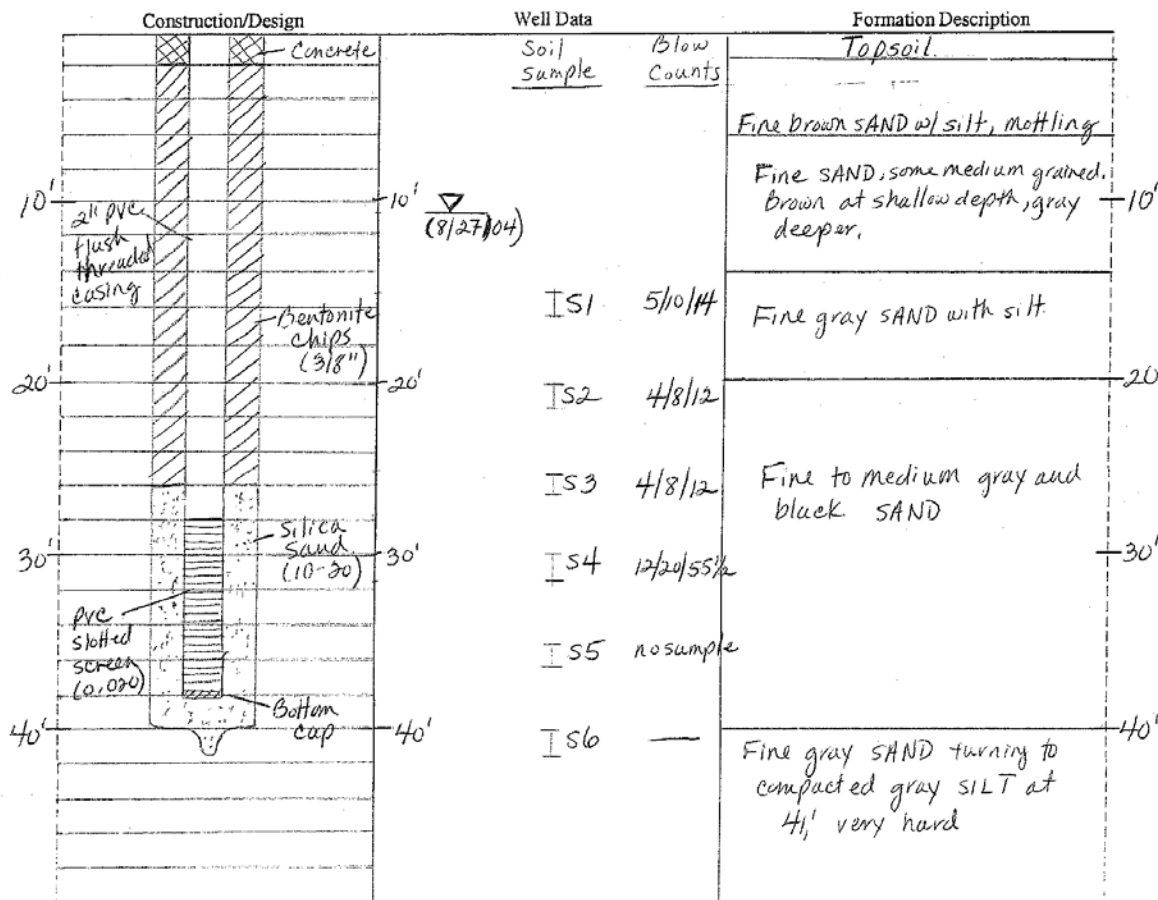 Construction/Design
Well Data
Formation Description
Concrete
10'
10'
2" PVC
flush
threaded
casing
Bentonite
chips
(3/8")
20'
20'
Silica
sand
(10-20)
30'
30'
PVC
slotted
screen
(0.020)
Bottom
cap
40'
40'
Soil
Sample
Blow
Counts
(8/27/04)
S1 5/10/14
S2 4/8/12
S3 4/8/12
S4 12/20/55½
S5 no sample
S6 —
Topsoil
Fine brown SAND w/ silt, mottling
Fine SAND, some medium grained.
Brown at shallow depth, gray
deeper.
10'
Fine gray SAND with silt
20'
Fine to medium gray and
black SAND
30'
40'
Fine gray SAND turning to
compacted gray SILT at
41,' very hard